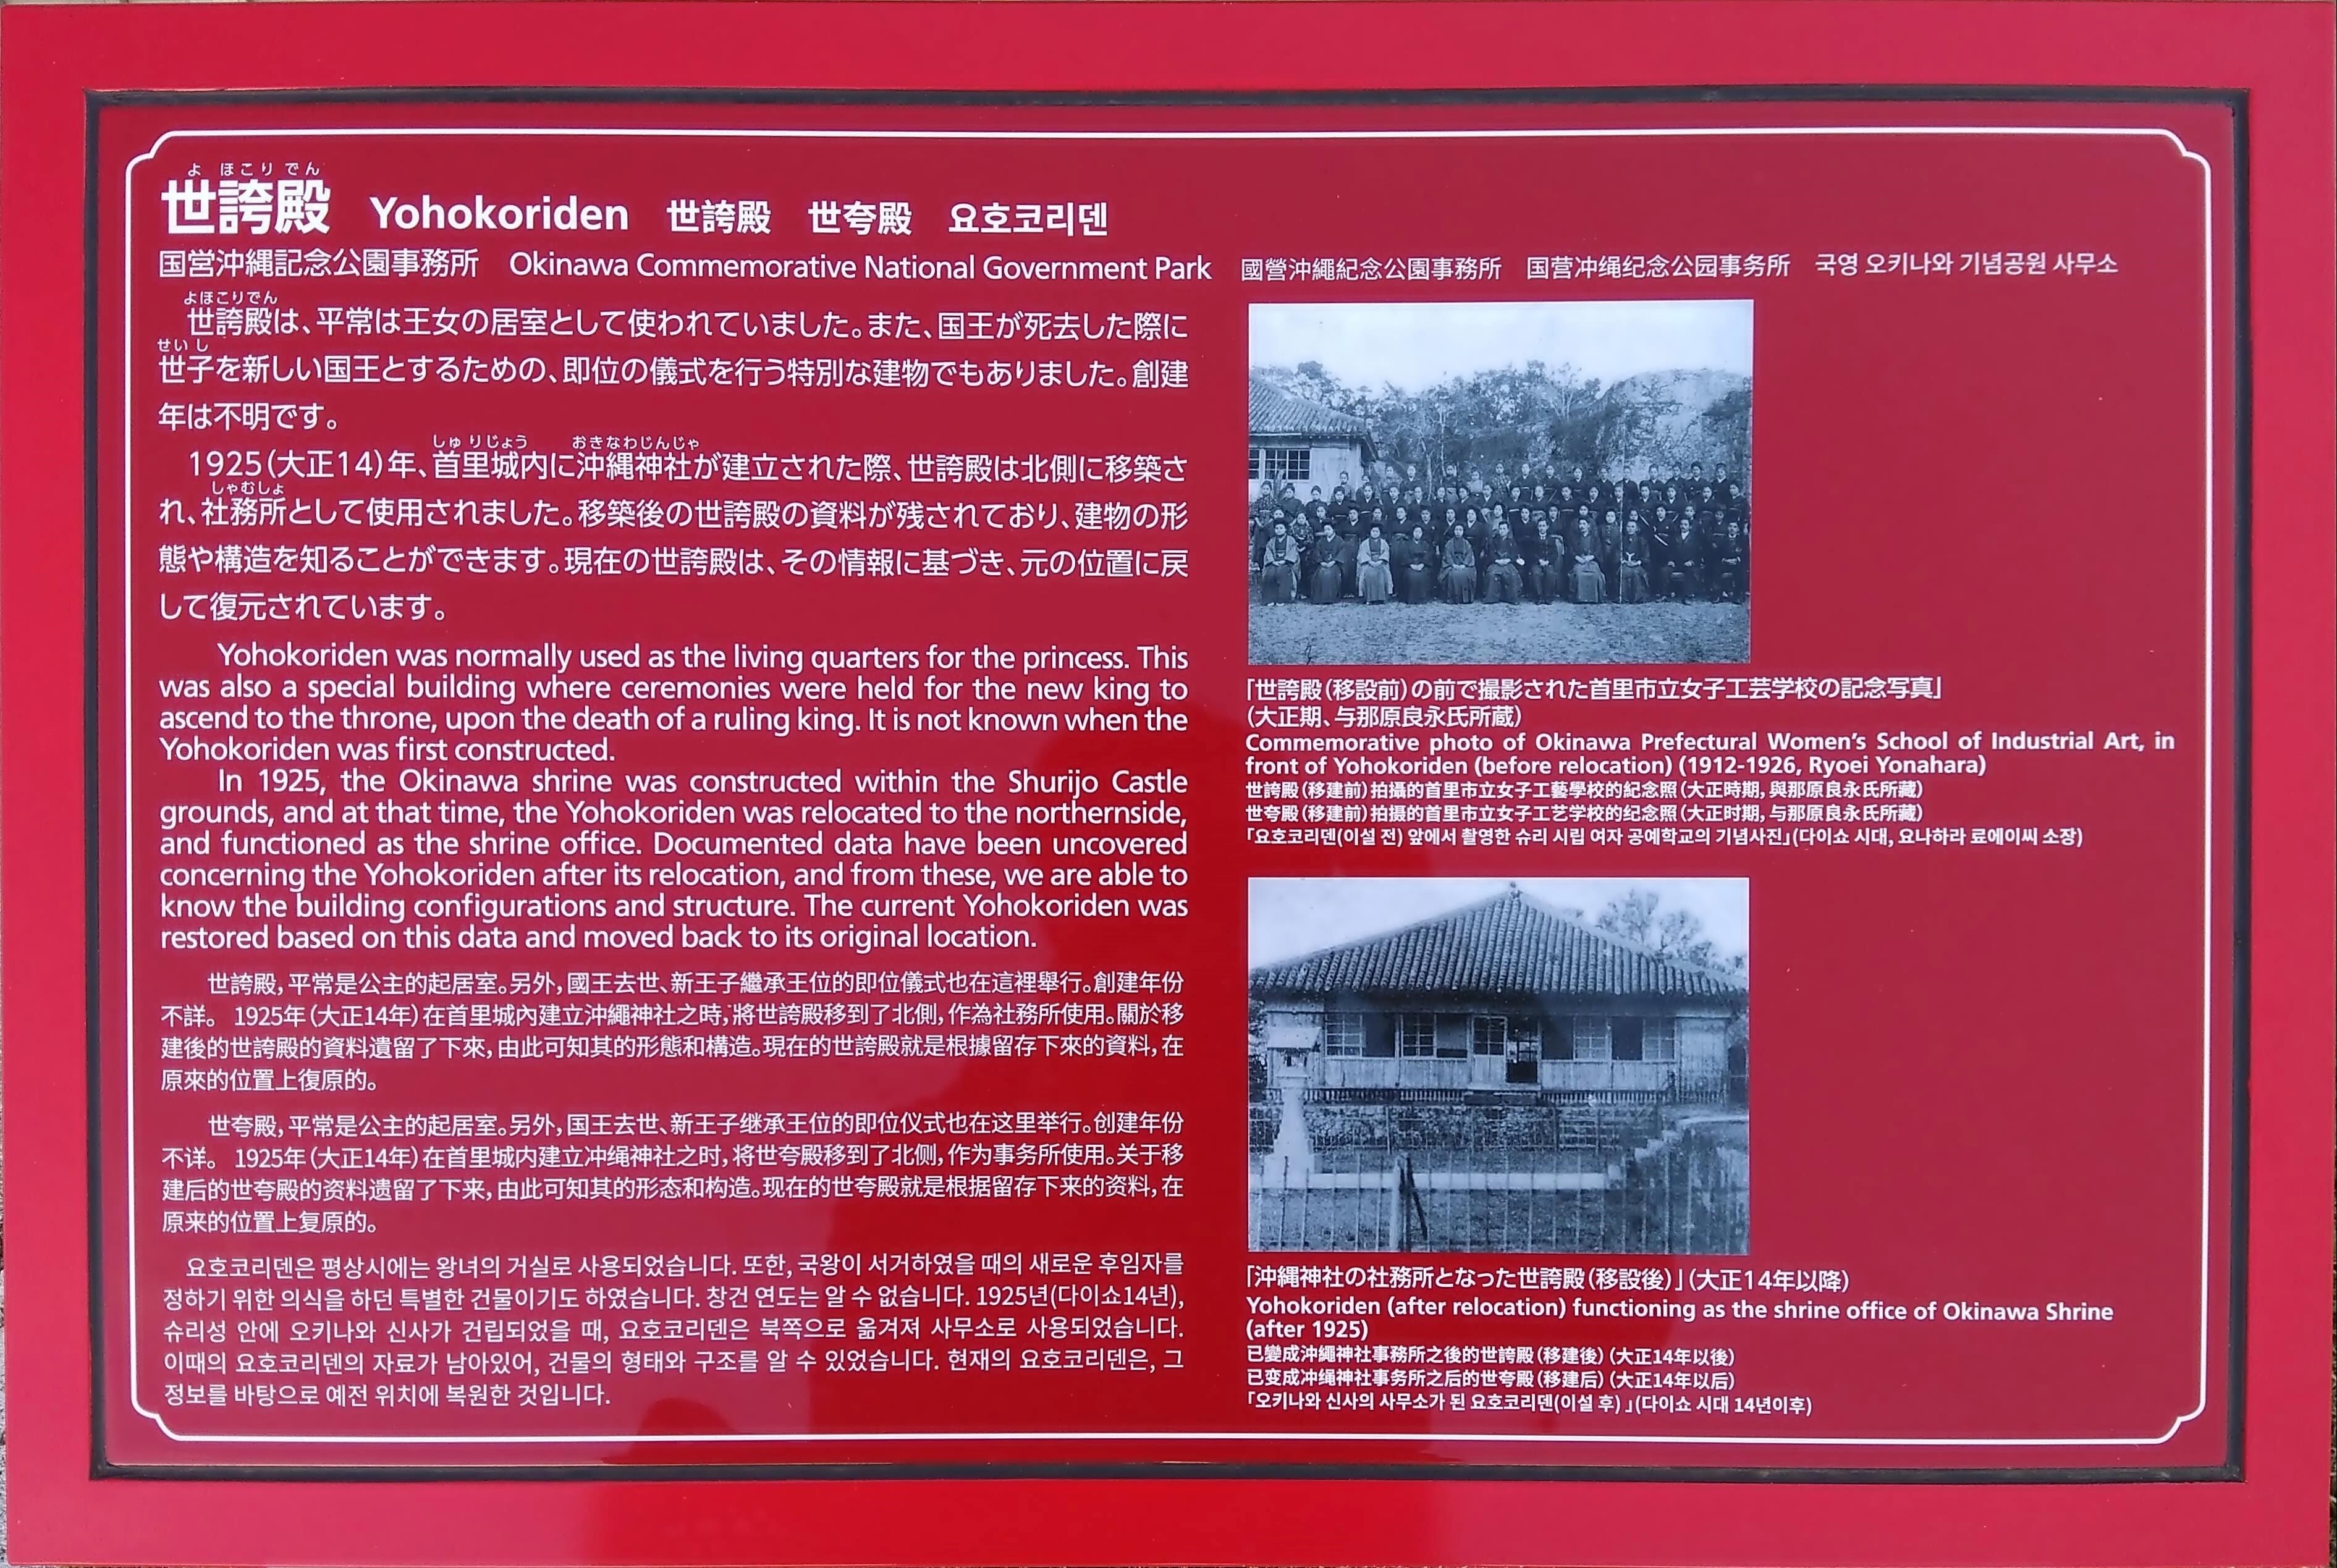 よ ほこり でん
世誇殿 Yohokoriden 世誇殿 世夸殿 요호코리덴
国営沖縄記念公園事務所 Okinawa Commemorative National Government Park 國營沖繩紀念公園事務所 国营冲绳纪念公园事务所 국영 오키나와 기념공원 사무소
よほこりでん
世誇殿は、平常は王女の居室として使われていました。また、国王が死去した際に
せいし
世子を新しい国王とするための、即位の儀式を行う特別な建物でもありました。創建
年は不明です。
しゅりじょう おきなわじんじゃ
1925(大正14)年、首里城内に沖縄神社が建立された際、世誇殿は北側に移築さ
しゃむしょ
れ、社務所として使用されました。移築後の世誇殿の資料が残されており、建物の形
態や構造を知ることができます。現在の世誇殿は、その情報に基づき、元の位置に戻
して復元されています。
Yohokoriden was normally used as the living quarters for the princess. This
was also a special building where ceremonies were held for the new king to
ascend to the throne, upon the death of a ruling king. It is not known when the
Yohokoriden was first constructed.
In 1925, the Okinawa shrine was constructed within the Shurijo Castle
grounds, and at that time, the Yohokoriden was relocated to the northernside,
and functioned as the shrine office. Documented data have been uncovered
concerning the Yohokoriden after its relocation, and from these, we are able to
know the building configurations and structure. The current Yohokoriden was
restored based on this data and moved back to its original location.
世誇殿,平常是公主的起居室。另外,國王去世、新王子繼承王位的即位儀式也在這裡舉行。創建年份
不詳。 1925年(大正14年)在首里城內建立沖繩神社之時,將世誇殿移到了北側,作為社務所使用。關於移
建後的世誇殿的資料遺留了下來,由此可知其的形態和構造。現在的世誇殿就是根據留存下來的資料,在
原來的位置上復原的。
世夸殿,平常是公主的起居室。另外,国王去世、新王子继承王位的即位仪式也在这里举行。创建年份
不详。 1925年(大正14年)在首里城内建立冲绳神社之时,将世夸殿移到了北侧,作为事务所使用。关于移
建后的世夸殿的资料遗留了下来,由此可知其的形态和构造。现在的世夸殿就是根据留存下来的资料,在
原来的位置上复原的。
요호코리덴은 평상시에는 왕녀의 거실로 사용되었습니다. 또한, 국왕이 서거하였을 때의 새로운 후임자를
정하기 위한 의식을 하던 특별한 건물이기도 하였습니다. 창건 연도는 알 수 없습니다. 1925년(다이쇼14년),
슈리성 안에 오키나와 신사가 건립되었을 때, 요호코리덴은 북쪽으로 옮겨져 사무소로 사용되었습니다.
이때의 요호코리덴의 자료가 남아있어, 건물의 형태와 구조를 알 수 있었습니다. 현재의 요호코리덴은, 그
정보를 바탕으로 예전 위치에 복원한 것입니다.
「世誇殿(移設前)の前で撮影された首里市立女子工芸学校の記念写真」
(大正期、与那原良永氏所蔵)
Commemorative photo of Okinawa Prefectural Women's School of Industrial Art, in
front of Yohokoriden (before relocation) (1912-1926, Ryoei Yonahara)
世誇殿(移建前)拍攝的首里市立女子工藝學校的紀念照(大正時期,與那原良永氏所藏)
世夸殿(移建前)拍摄的首里市立女子工艺学校的纪念照(大正时期,与那原良永氏所藏)
「요호코리덴(이설 전) 앞에서 촬영한 슈리 시립 여자 공예학교의 기념사진」(다이쇼 시대, 요나하라 료에이씨 소장)
「沖縄神社の社務所となった世誇殿(移設後)」(大正14年以降)
Yohokoriden (after relocation) functioning as the shrine office of Okinawa Shrine
(after 1925)
已變成沖繩神社事務所之後的世誇殿(移建後)(大正14年以後)
已变成冲绳神社事务所之后的世夸殿(移建后)(大正14年以后)
「오키나와 신사의 사무소가 된 요호코리덴(이설 후) 」(다이쇼 시대 14년이후)